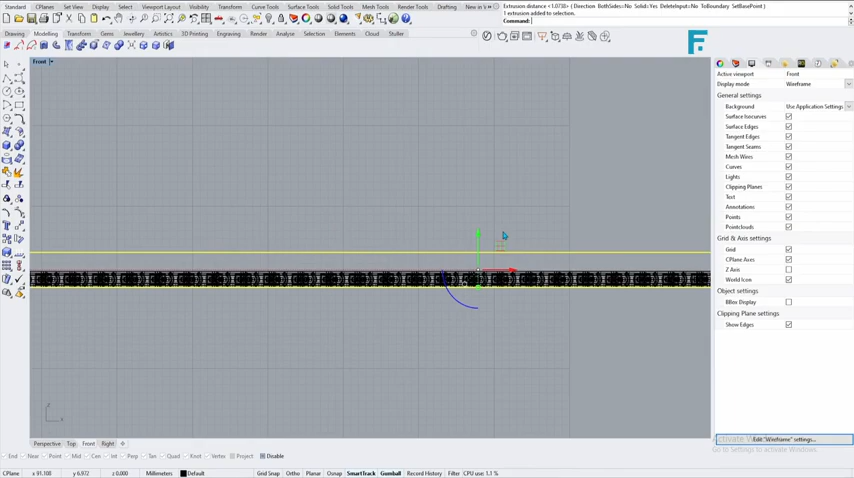 Standard CPlanes Set View Display Select Viewport Layout Visibility Transform Curve Tools Surface Tools Solid Tools Mesh Tools Render Tools Drafting New in V
Extrusion distance <1.0738> ( Direction BothSides=No Solid=Yes DeleteInput=No ToBoundary SetBasePoint )
1 extrusion added to selection.
Command:
Drawing Modelling Transform Gems Jewellery Artistics 3D Printing Engraving Render Analyse Selection Elements Cloud Stuller
F
Front
Active viewport Front
Display mode Wireframe
General settings
Background Use Application Settings
Surface Isocurves
Surface Edges
Tangent Edges
Tangent Seams
Mesh Wires
Curves
Lights
Clipping Planes
Text
Annotations
Points
Pointclouds
Grid & Axis settings
Grid
CPlane Axes
Z Axis
World Icon
Object settings
BRep Display
Clipping Plane settings
Show Edges
Edit "Wireframe" settings...
Go to Settings to activate Windows.
Perspective Top Front Right
End Near Point Mid Cen Int Perp Tan Quad Knot Vertex Project Disable
CPlane x 91.108 y 6.972 z 0.000 Millimeters Default Grid Snap Ortho Planar Osnap SmartTrack Gumball Record History Filter CPU use: 1.1 %